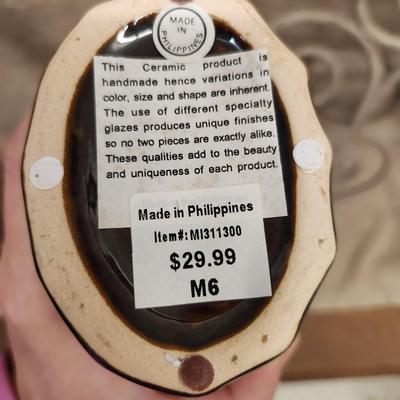 MADE
IN
PHILIPPINES
This Ceramic product is
handmade hence variations in
color, size and shape are inherent.
The use of different specialty
glazes produces unique finishes
so no two pieces are exactly alike.
These qualities add to the beauty
and uniqueness of each product.
Made in Philippines
Item#: MI311300
$29.99
M6